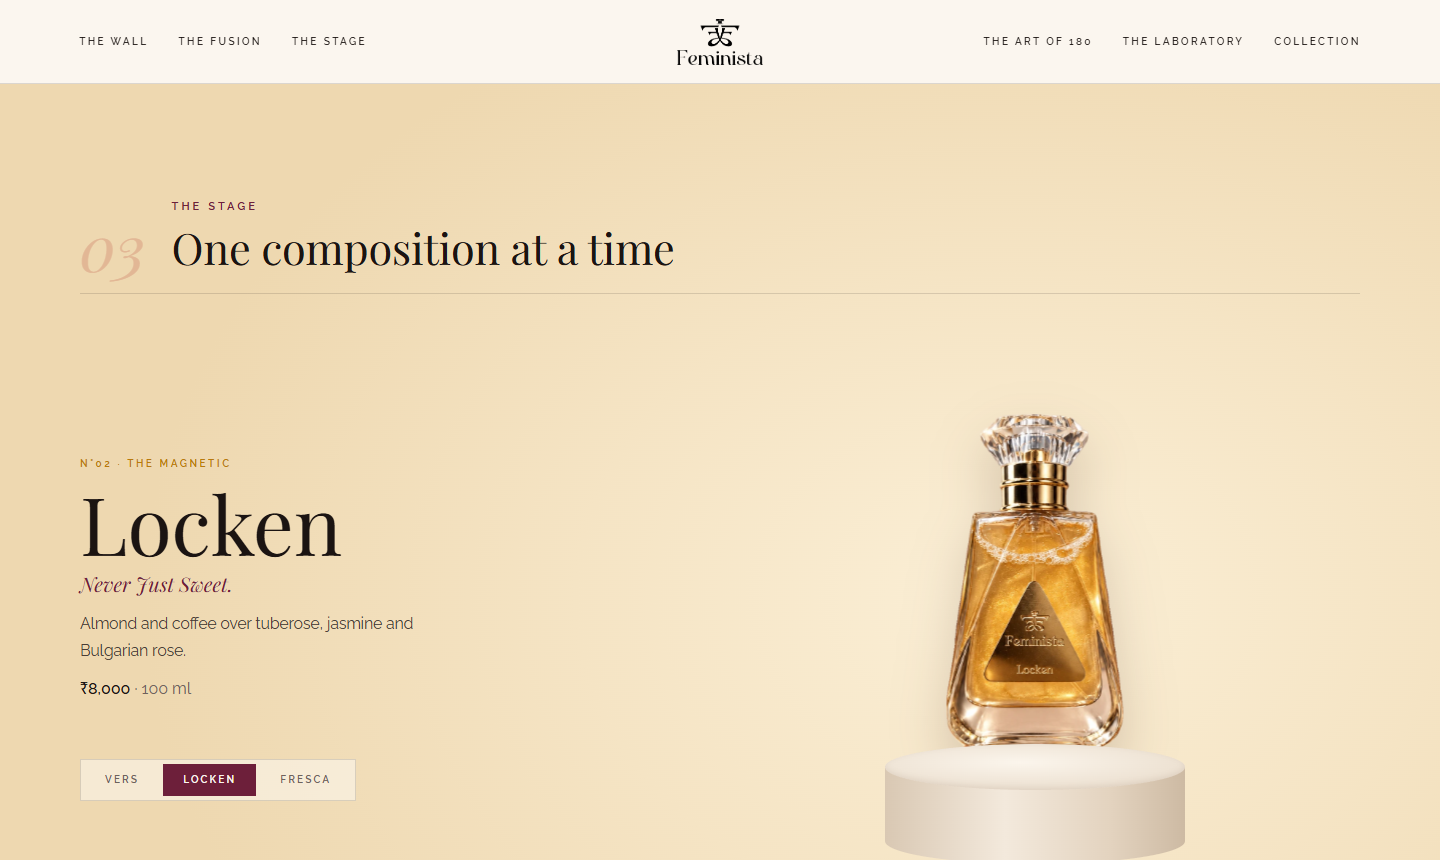 THE WALL
THE FUSION
THE STAGE
Feminista
THE ART OF 180
THE LABORATORY
COLLECTION
THE STAGE
03
One composition at a time
N°02 · THE MAGNETIC
Locken
Never Just Sweet.
Almond and coffee over tuberose, jasmine and
Bulgarian rose.
₹8,000 · 100 ml
VERS
LOCKEN
FRESCA
Feminista
Locken